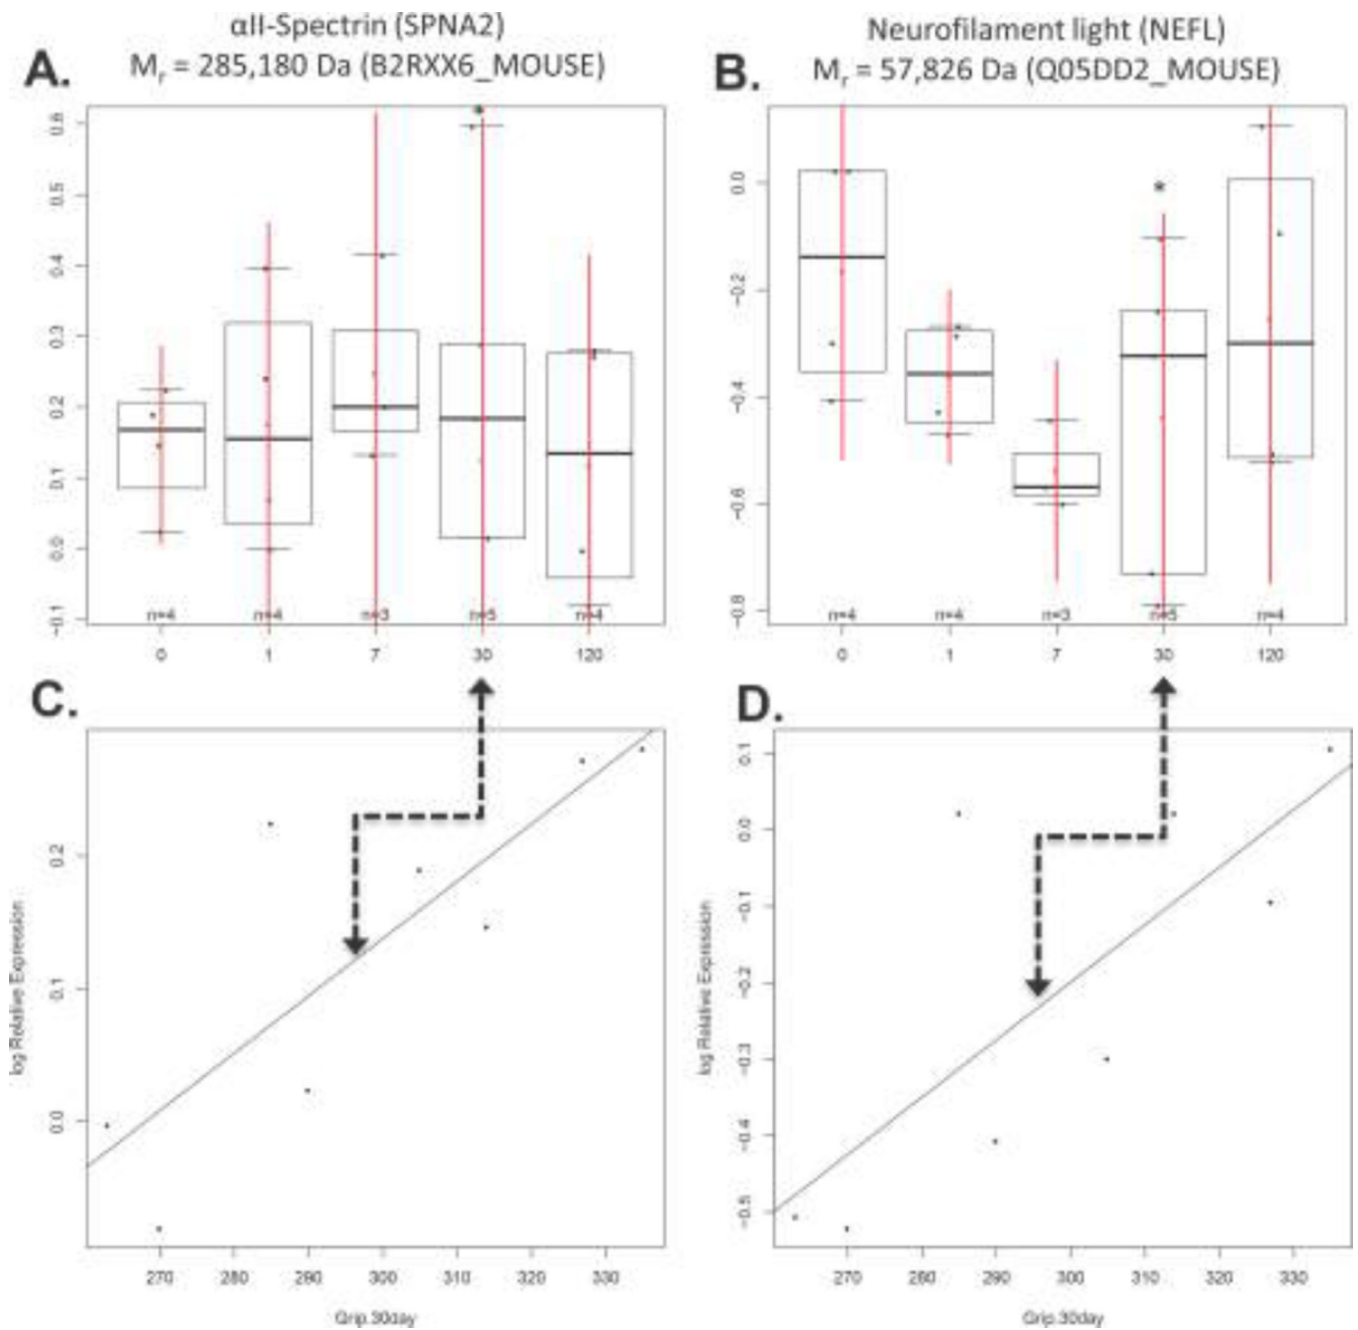 αII-Spectrin (SPNA2)
A. Mr = 285,180 Da (B2RXX6_MOUSE)
0.6
0.5
0.4
0.3
0.2
0.1
0.0
−0.1
n=4 n=4 n=3 n=5 n=4
0 1 7 30 120
Neurofilament light (NEFL)
B. Mr = 57,826 Da (Q05DD2_MOUSE)
0.0
−0.2
−0.4
−0.6
−0.8
n=4 n=4 n=3 n=5 n=4
0 1 7 30 120
C.
log Relative Expression
0.2
0.1
0.0
270 280 290 300 310 320 330
Grip.30day
D.
log Relative Expression
0.1
0.0
−0.1
−0.2
−0.3
−0.4
−0.5
270 280 290 300 310 320 330
Grip.30day